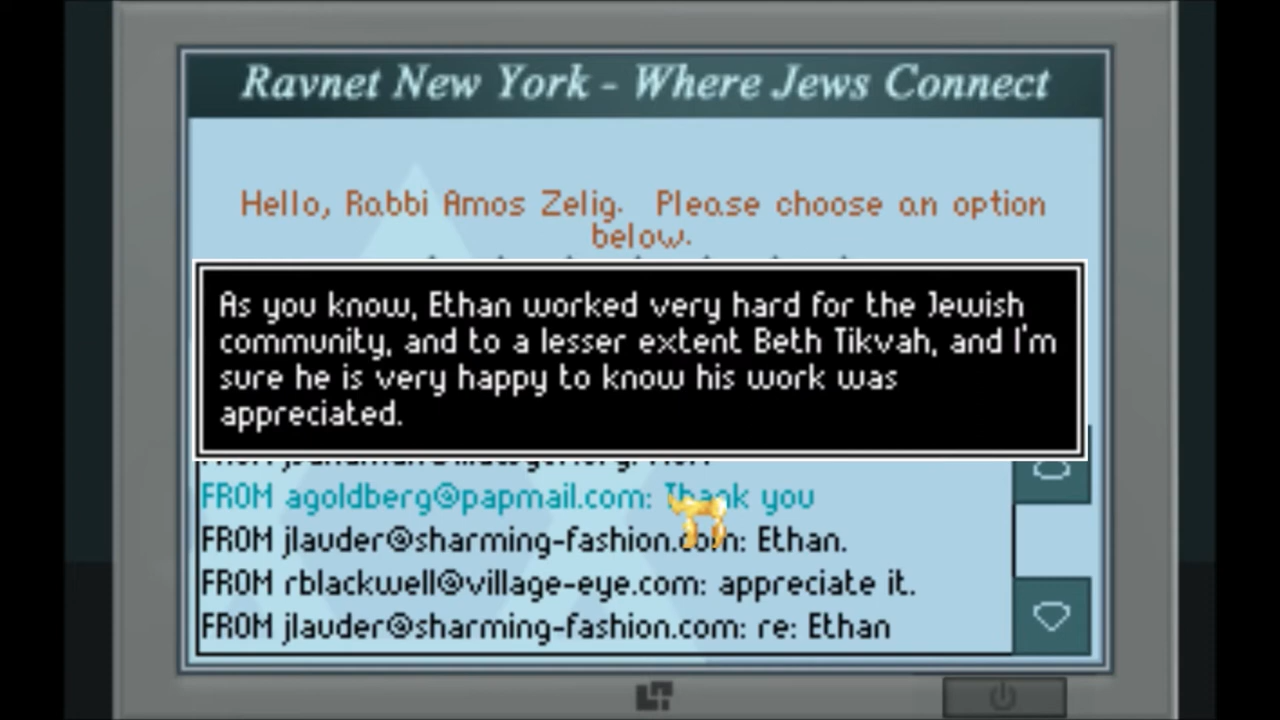 Ravnet New York - Where Jews Connect
Hello, Rabbi Amos Zelig.  Please choose an option
below.
As you know, Ethan worked very hard for the Jewish
community, and to a lesser extent Beth Tikvah, and I'm
sure he is very happy to know his work was
appreciated.
FROM agoldberg@papmail.com: Thank you
FROM jlauder@sharming-fashion.com: Ethan.
FROM rblackwell@village-eye.com: appreciate it.
FROM jlauder@sharming-fashion.com: re: Ethan